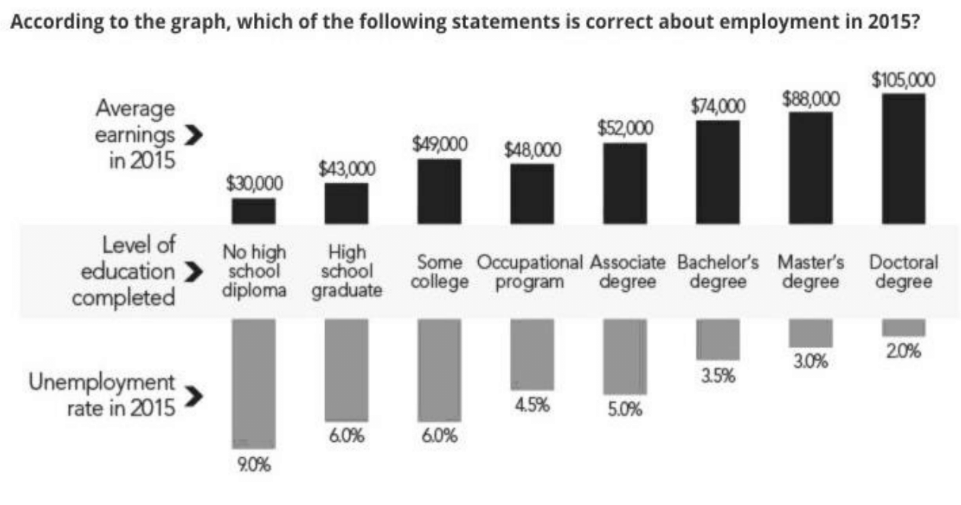 According to the graph, which of the following statements is correct about employment in 2015?
Average
earnings
in 2015
$30,000
$43,000
$49,000
$48,000
$52,000
$74,000
$88,000
$105,000
Level of
education
completed
No high
school
diploma
High
school
graduate
Some
college
Occupational
program
Associate
degree
Bachelor's
degree
Master's
degree
Doctoral
degree
Unemployment
rate in 2015
9.0%
6.0%
6.0%
4.5%
5.0%
3.5%
3.0%
2.0%